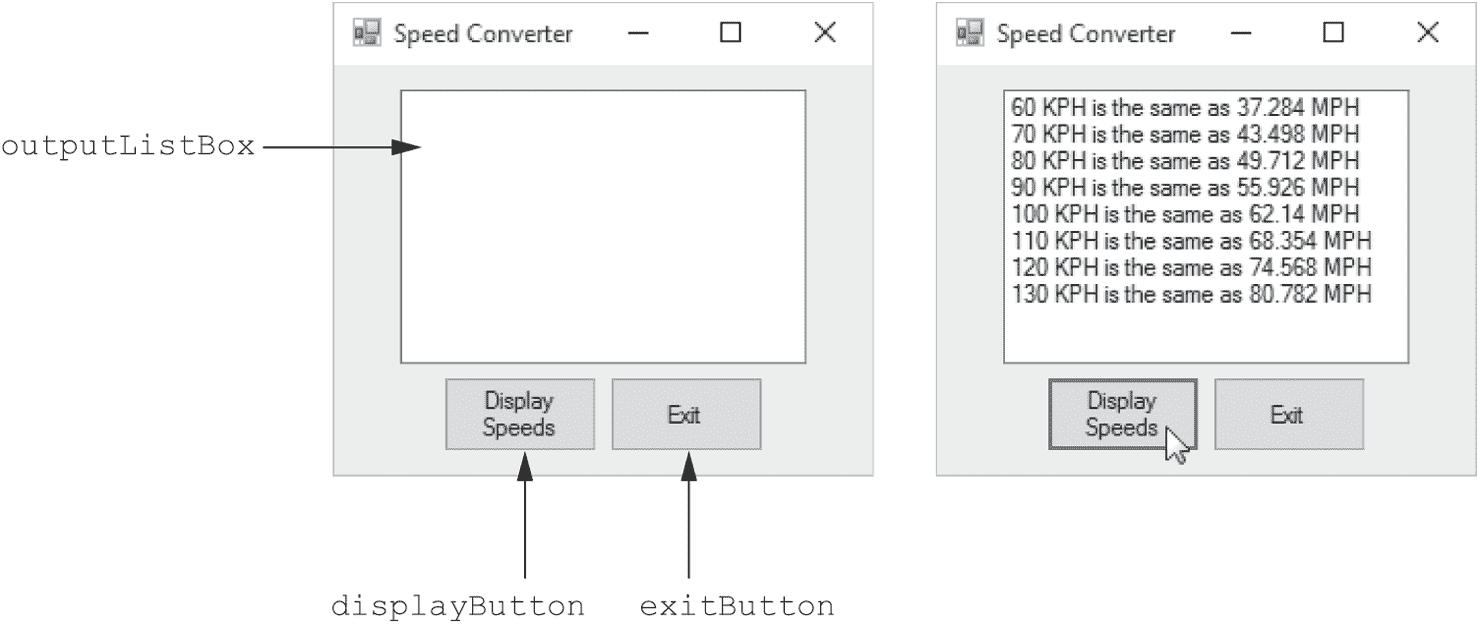 Speed Converter
outputListBox
Display
Speeds
Exit
displayButton
exitButton
Speed Converter
60 KPH is the same as 37.284 MPH
70 KPH is the same as 43.498 MPH
80 KPH is the same as 49.712 MPH
90 KPH is the same as 55.926 MPH
100 KPH is the same as 62.14 MPH
110 KPH is the same as 68.354 MPH
120 KPH is the same as 74.568 MPH
130 KPH is the same as 80.782 MPH
Display
Speeds
Exit